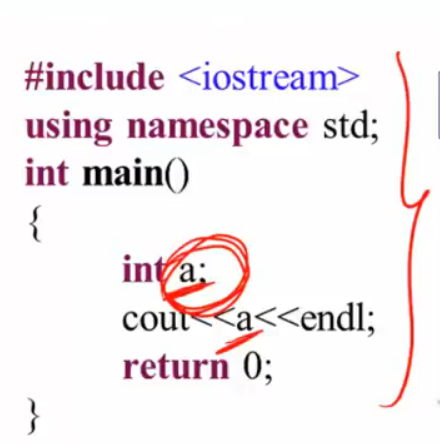 #include <iostream>
using namespace std;
int main()
{
int a;
cout<<a<<endl;
return 0;
}